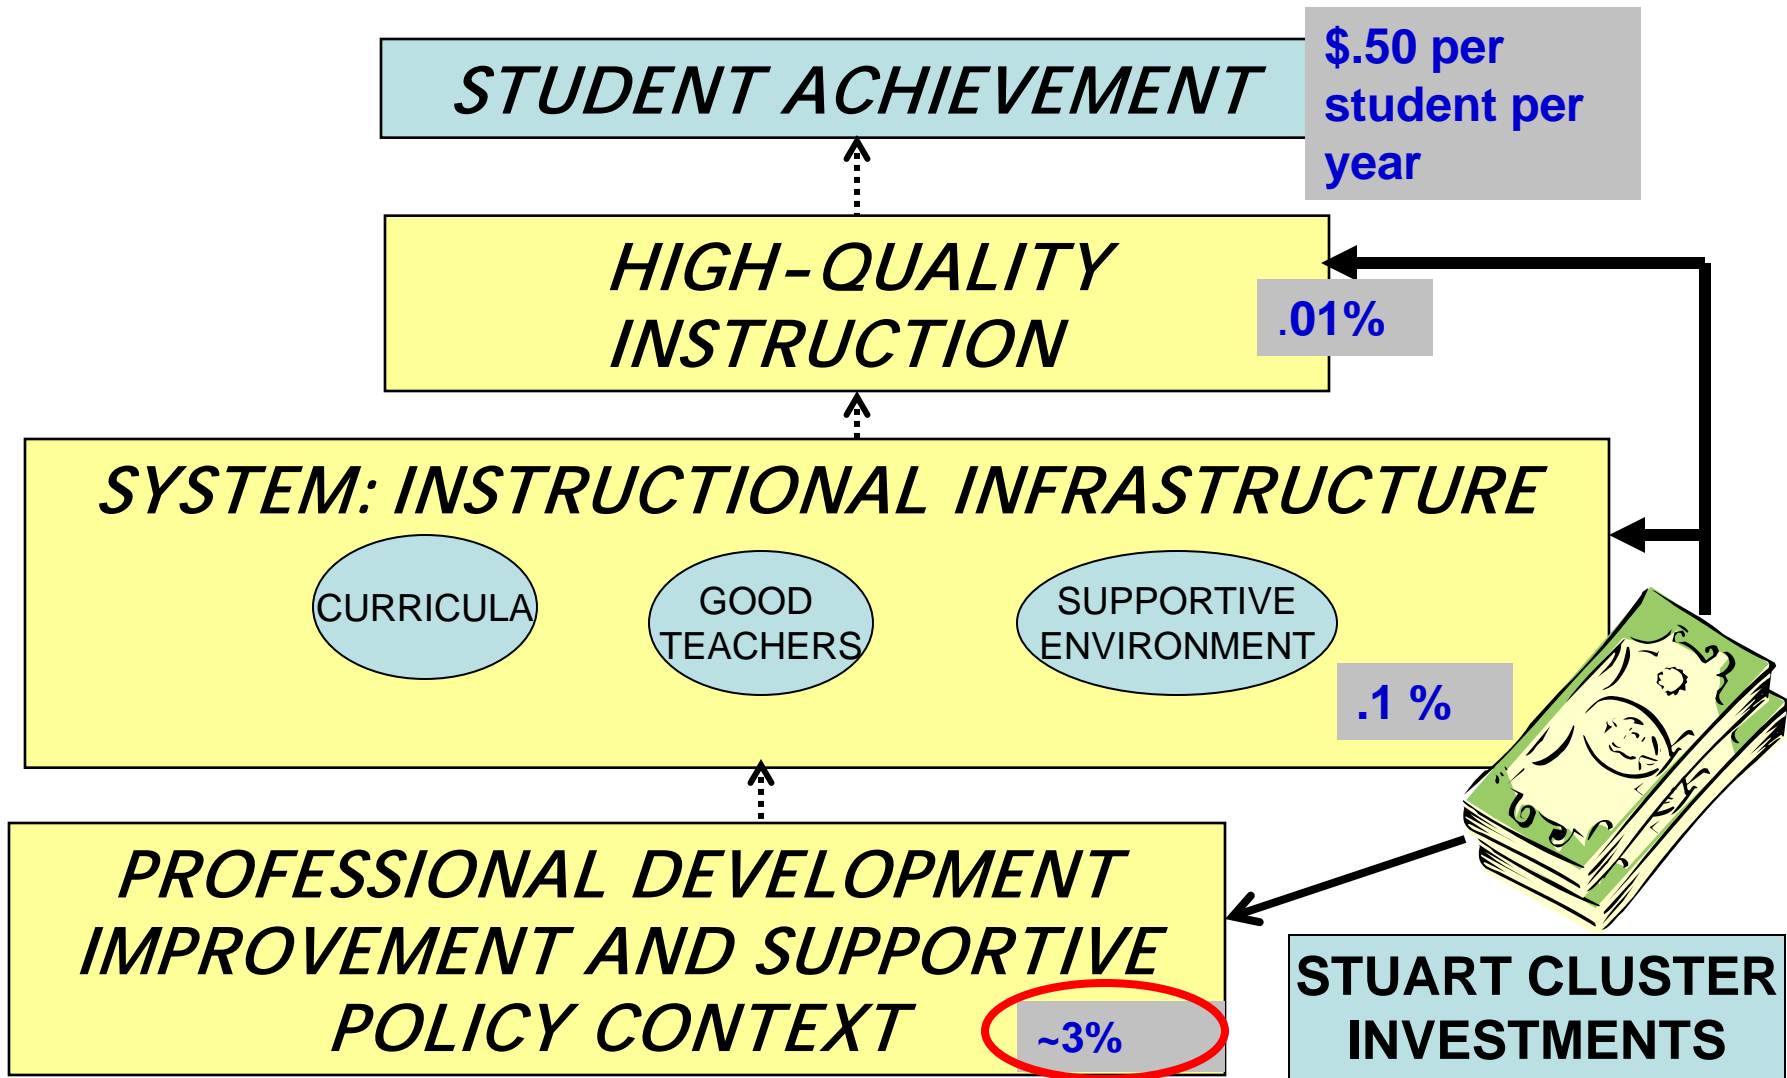 STUDENT ACHIEVEMENT
$.50 per
student per
year
HIGH-QUALITY
INSTRUCTION
.01%
SYSTEM: INSTRUCTIONAL INFRASTRUCTURE
CURRICULA
GOOD
TEACHERS
SUPPORTIVE
ENVIRONMENT
.1 %
PROFESSIONAL DEVELOPMENT
IMPROVEMENT AND SUPPORTIVE
POLICY CONTEXT
~3%
STUART CLUSTER
INVESTMENTS